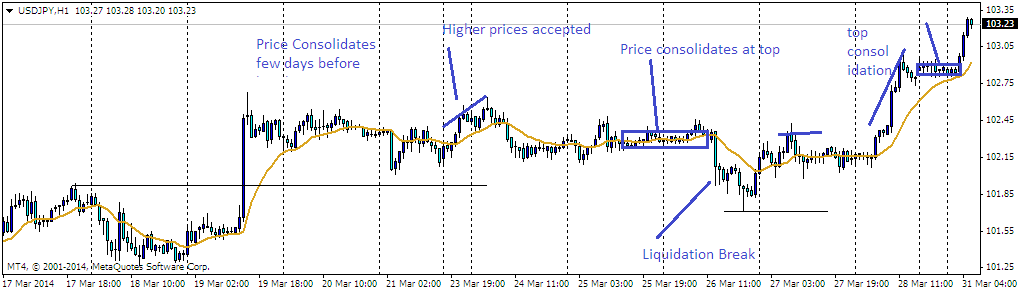 USDJPY,H1 103.27 103.28 103.20 103.23
103.35
103.23
103.05
102.75
102.45
102.15
101.85
101.55
101.25
Price Consolidates
few days before
Higher prices accepted
Price consolidates at top
top
consol
idation
Liquidation Break
MT4, © 2001-2014, MetaQuotes Software Corp.
17 Mar 2014
17 Mar 18:00
18 Mar 10:00
19 Mar 02:00
19 Mar 18:00
20 Mar 10:00
21 Mar 02:00
23 Mar 19:00
24 Mar 11:00
25 Mar 03:00
25 Mar 19:00
26 Mar 11:00
27 Mar 03:00
27 Mar 19:00
28 Mar 11:00
31 Mar 04:00